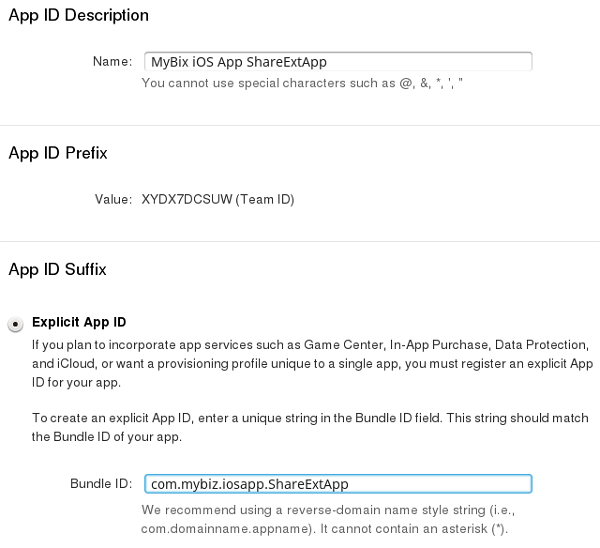 App ID Description
Name: MyBix iOS App ShareExtApp
You cannot use special characters such as @, &, *, ', "
App ID Prefix
Value: XYDX7DCSUW (Team ID)
App ID Suffix
Explicit App ID
If you plan to incorporate app services such as Game Center, In-App Purchase, Data Protection,
and iCloud, or want a provisioning profile unique to a single app, you must register an explicit App
ID for your app.
To create an explicit App ID, enter a unique string in the Bundle ID field. This string should match
the Bundle ID of your app.
Bundle ID: com.mybiz.iosapp.ShareExtApp
We recommend using a reverse-domain name style string (i.e.,
com.domainname.appname). It cannot contain an asterisk (*).